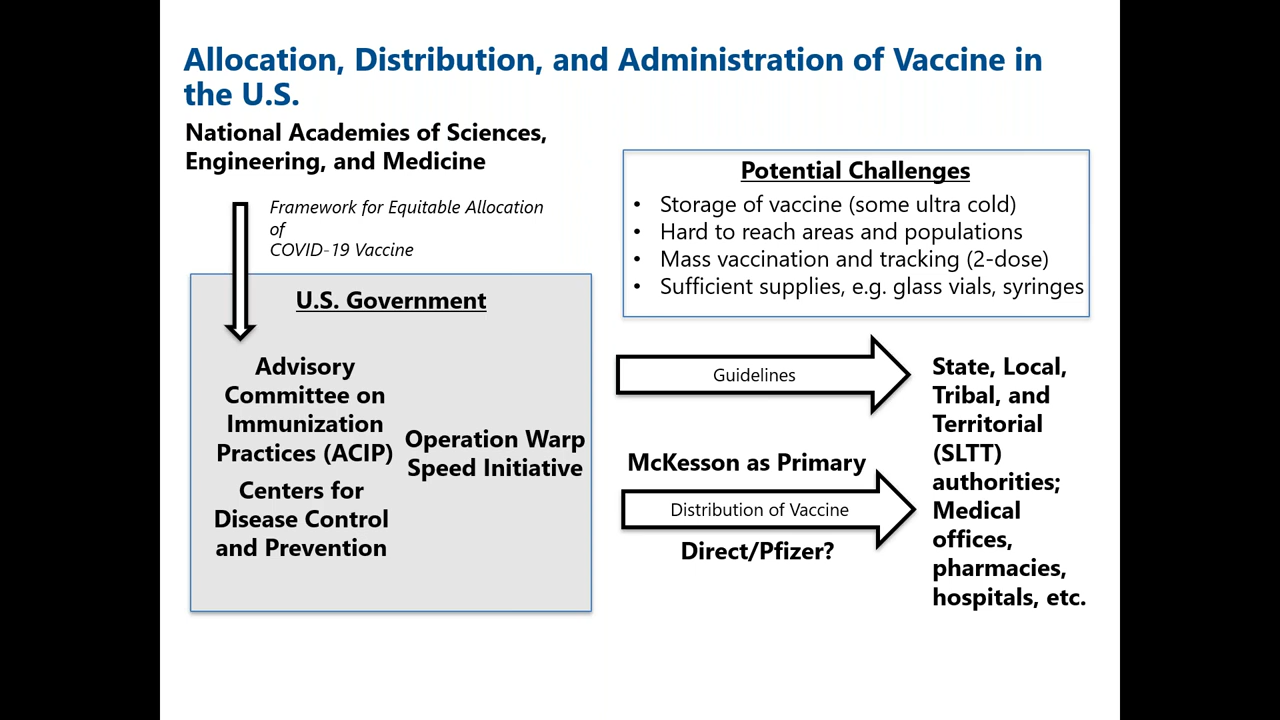 Allocation, Distribution, and Administration of Vaccine in
the U.S.
National Academies of Sciences,
Engineering, and Medicine
Framework for Equitable Allocation
of
COVID-19 Vaccine
U.S. Government
Advisory
Committee on
Immunization
Practices (ACIP)
Centers for
Disease Control
and Prevention
Operation Warp
Speed Initiative
Potential Challenges
• Storage of vaccine (some ultra cold)
• Hard to reach areas and populations
• Mass vaccination and tracking (2-dose)
• Sufficient supplies, e.g. glass vials, syringes
Guidelines
McKesson as Primary
Distribution of Vaccine
Direct/Pfizer?
State, Local,
Tribal, and
Territorial
(SLTT)
authorities;
Medical
offices,
pharmacies,
hospitals, etc.